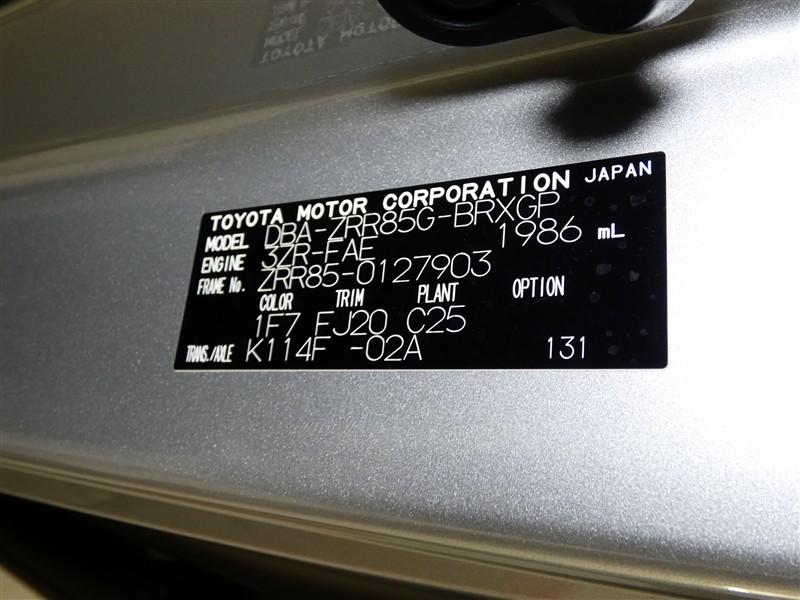 TOYOTA MOTOR CORPORATION JAPAN
MODEL DBA-ZRR85G-BRXGP
ENGINE 3ZR-FAE 1986 mL
FRAME No. ZRR85-0127903
COLOR TRIM PLANT OPTION
1F7 FJ20 C25
TRANS./AXLE K114F -02A 131